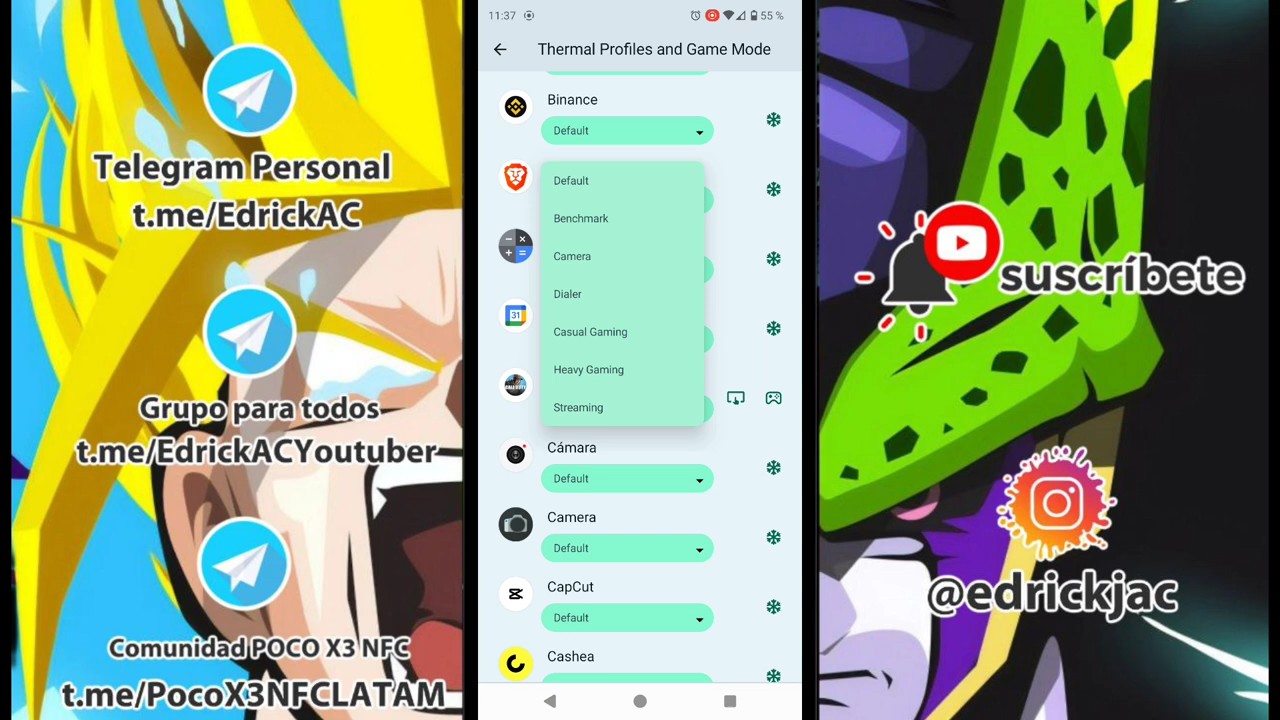 Telegram Personal
t.me/EdrickAC
Grupo para todos
t.me/EdrickACYoutuber
Comunidad POCO X3 NFC
t.me/PocoX3NFCLATAM
11:37
55 %
Thermal Profiles and Game Mode
Binance
Default
Default
Benchmark
Camera
Dialer
Casual Gaming
Heavy Gaming
Streaming
31
Cámara
Default
Camera
Default
CapCut
Default
Cashea
suscríbete
@edrickjac